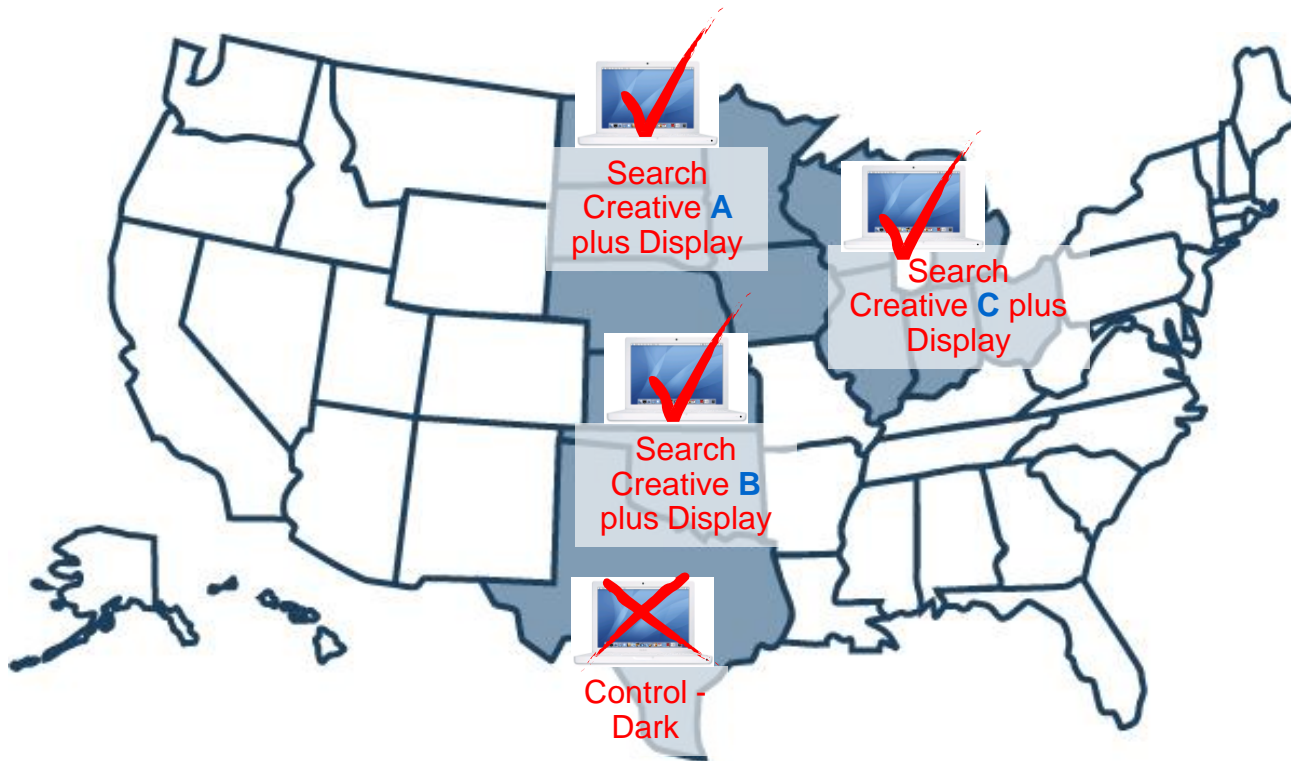 Search
Creative A
plus Display
Search
Creative C plus
Display
Search
Creative B
plus Display
Control -
Dark